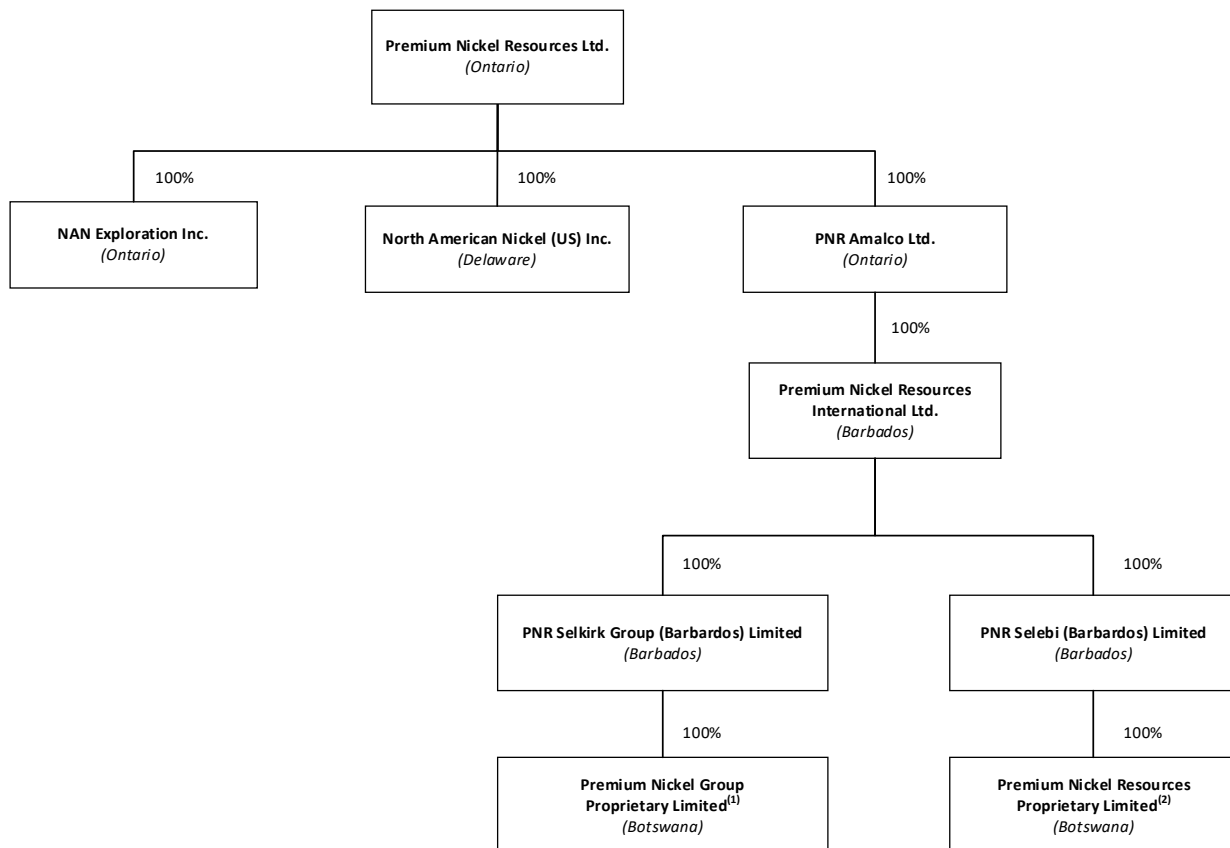 Premium Nickel Resources Ltd.
(Ontario)
100%
100%
100%
NAN Exploration Inc.
(Ontario)
North American Nickel (US) Inc.
(Delaware)
PNR Amalco Ltd.
(Ontario)
100%
Premium Nickel Resources
International Ltd.
(Barbados)
100%
100%
PNR Selkirk Group (Barbardos) Limited
(Barbados)
PNR Selebi (Barbardos) Limited
(Barbados)
100%
100%
Premium Nickel Group
Proprietary Limited(1)
(Botswana)
Premium Nickel Resources
Proprietary Limited(2)
(Botswana)